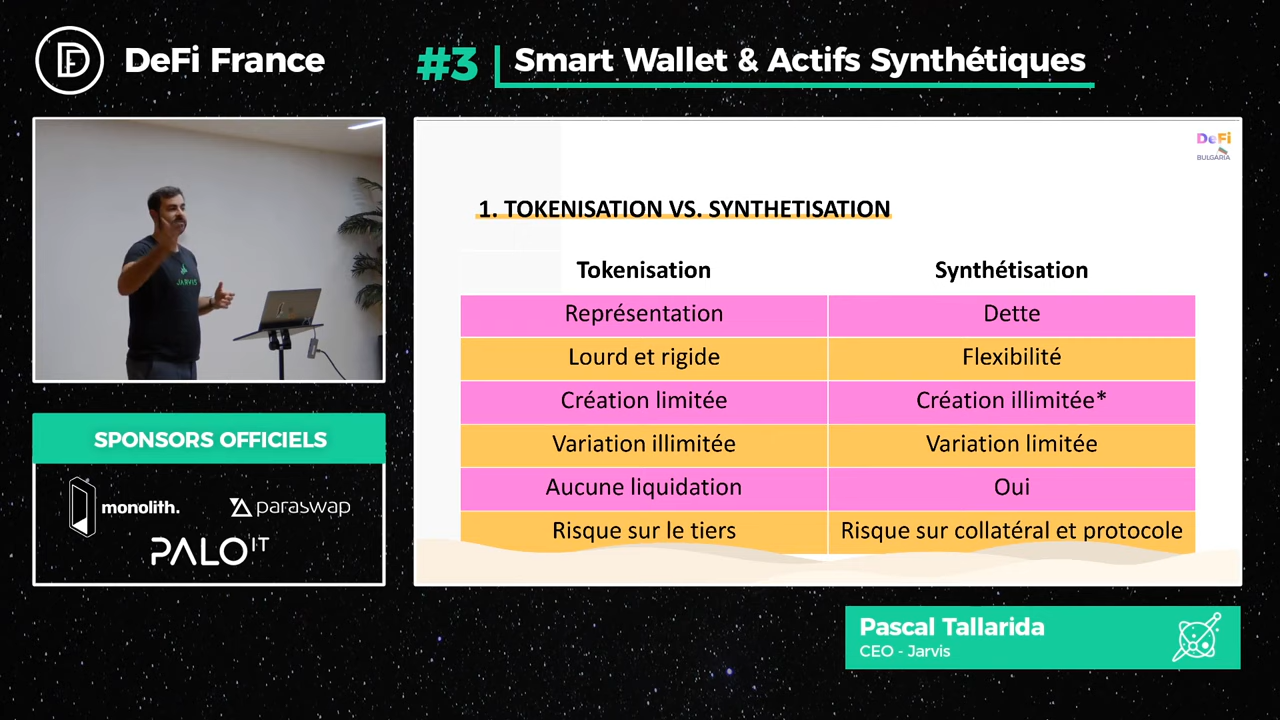 DeFi France
#3 Smart Wallet & Actifs Synthétiques
JARVIS
SPONSORS OFFICIELS
monolith.
paraswap
PALO IT
DeFi
BULGARIA
1. TOKENISATION VS. SYNTHETISATION
Tokenisation Synthétisation
Représentation Dette
Lourd et rigide Flexibilité
Création limitée Création illimitée*
Variation illimitée Variation limitée
Aucune liquidation Oui
Risque sur le tiers Risque sur collatéral et protocole
Pascal Tallarida
CEO - Jarvis